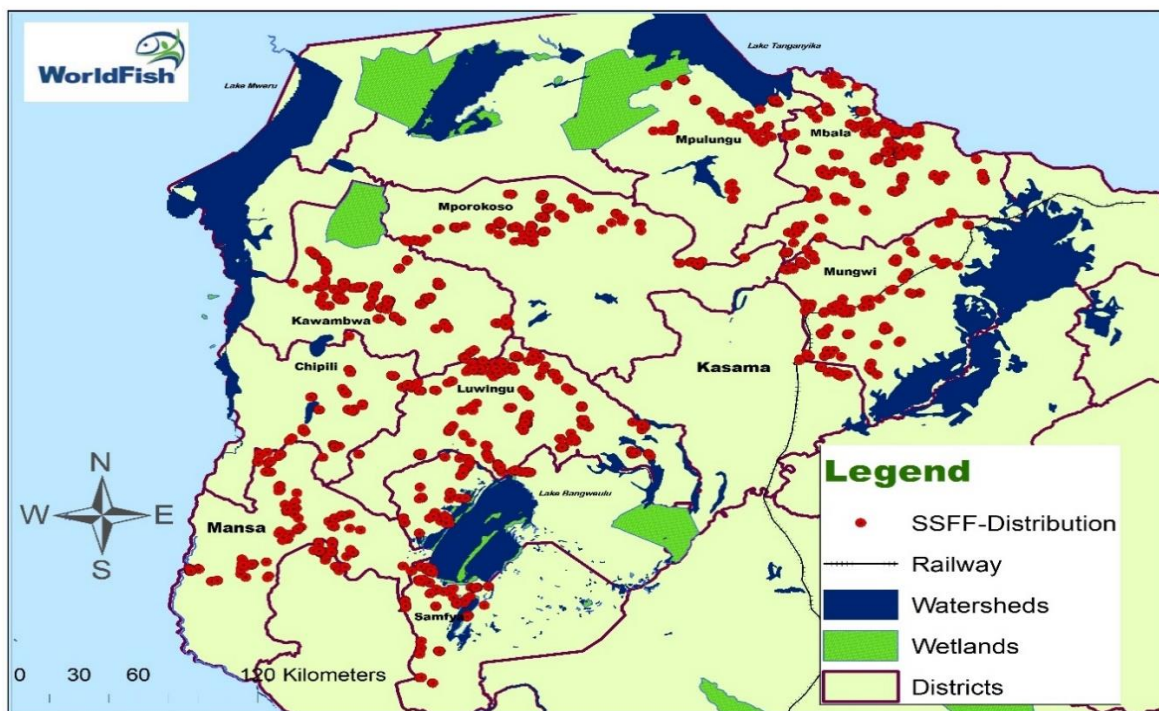 WorldFish
Lake Mweru
Lake Tanganyika
Mpulungu
Mbala
Mporokoso
Mungwi
Kawambwa
Chipili
Luwingu
Kasama
Lake Bangweulu
Mansa
Samfya
N
W E
S
0 30 60 120 Kilometers
Legend
SSFF-Distribution
Railway
Watersheds
Wetlands
Districts